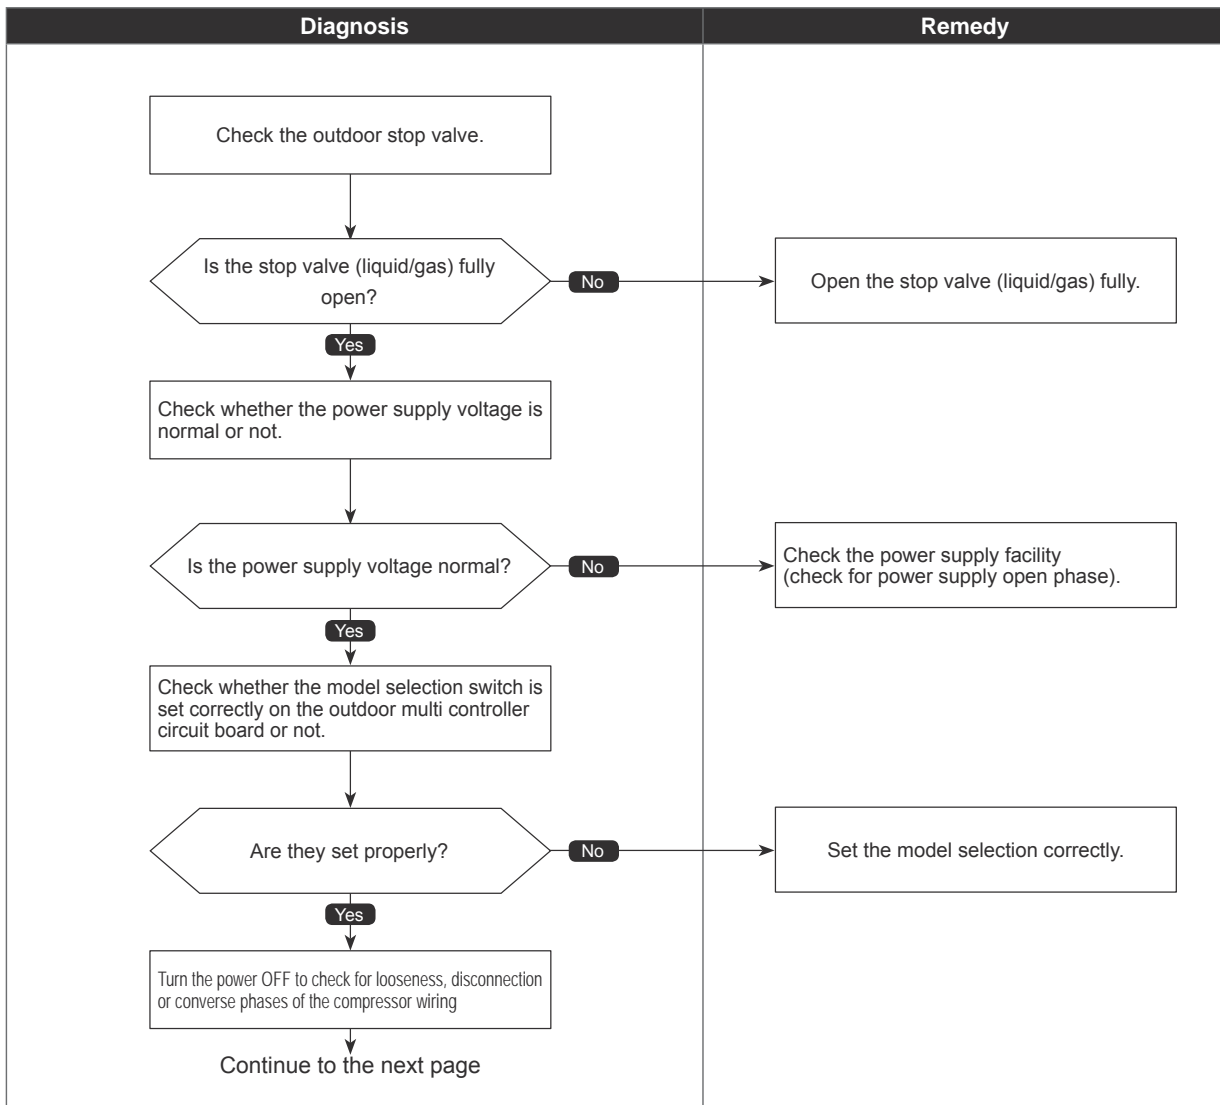 Diagnosis
Remedy
Check the outdoor stop valve.
Is the stop valve (liquid/gas) fully
open?
No
Open the stop valve (liquid/gas) fully.
Yes
Check whether the power supply voltage is
normal or not.
Is the power supply voltage normal?
No
Check the power supply facility
(check for power supply open phase).
Yes
Check whether the model selection switch is
set correctly on the outdoor multi controller
circuit board or not.
Are they set properly?
No
Set the model selection correctly.
Yes
Turn the power OFF to check for looseness, disconnection
or converse phases of the compressor wiring
Continue to the next page